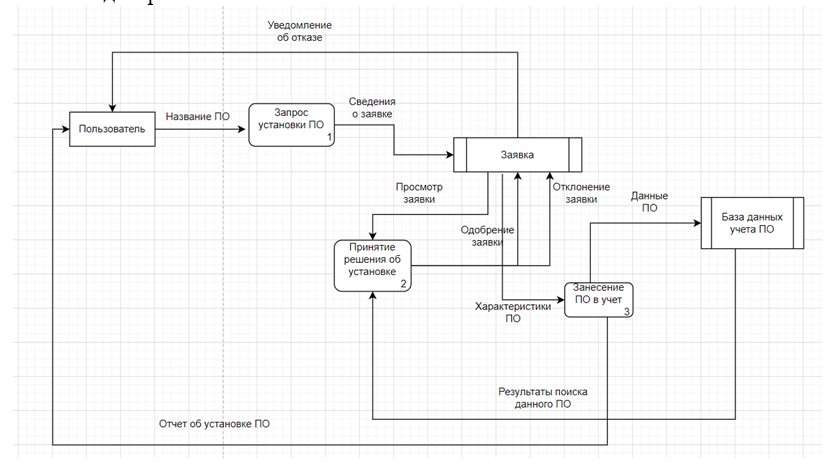 Уведомление
об отказе
Пользователь
Название ПО
Запрос
установки ПО
1
Сведения
о заявке
Заявка
Просмотр
заявки
Отклонение
заявки
Одобрение
заявки
Данные
ПО
База данных
учета ПО
Принятие
решения об
установке
2
Занесение
ПО в учет
3
Характеристики
ПО
Результаты поиска
данного ПО
Отчет об установке ПО